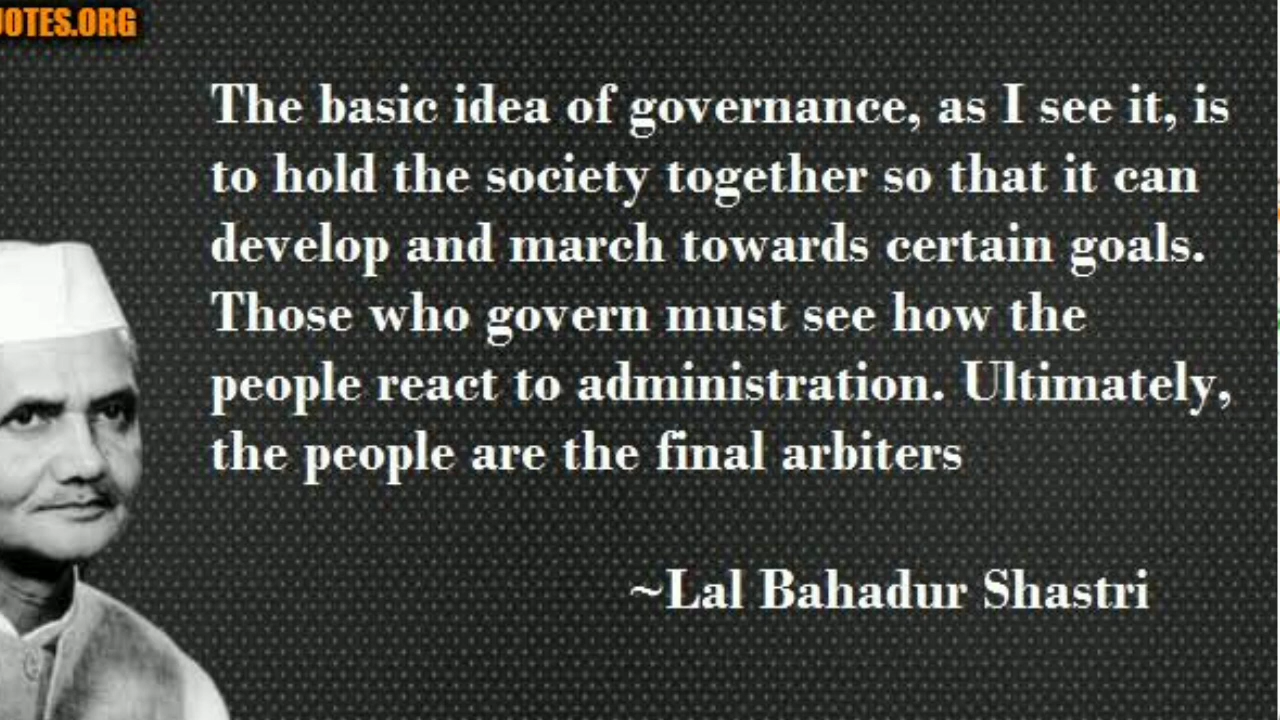 OTES.ORG
The basic idea of governance, as I see it, is
to hold the society together so that it can
develop and march towards certain goals.
Those who govern must see how the
people react to administration. Ultimately,
the people are the final arbiters
~Lal Bahadur Shastri